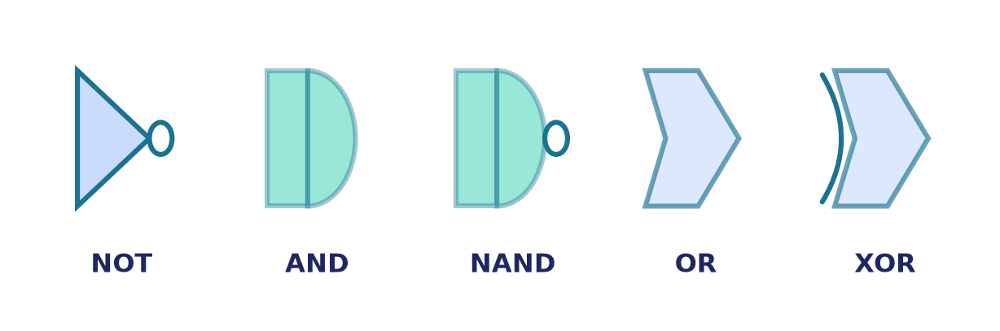 NOT AND NAND OR XOR